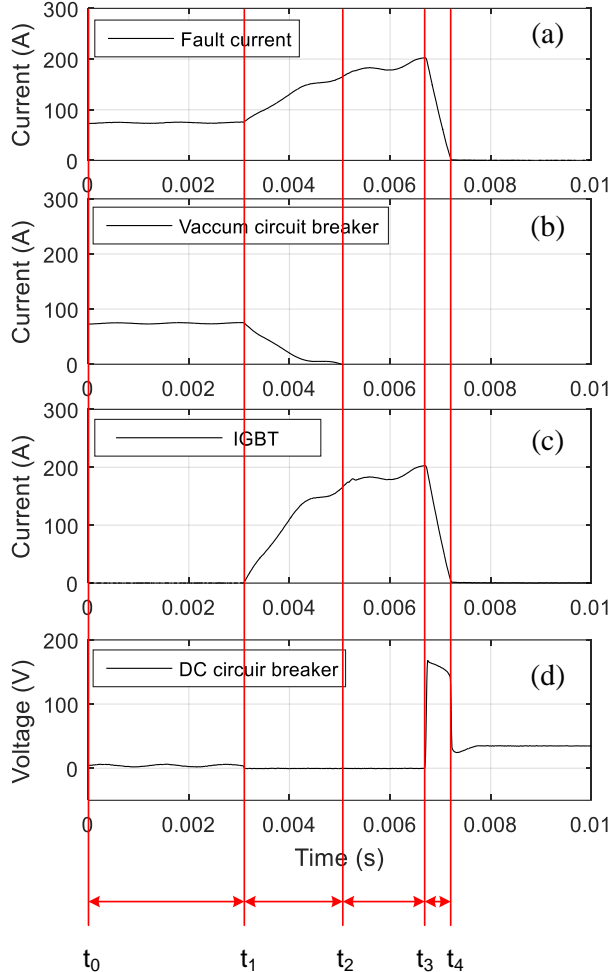 300
Fault current
(a)
200
100
0
Current (A)
0 0.002 0.004 0.006 0.008 0.01
300
Vaccum circuit breaker
(b)
200
100
0
Current (A)
0 0.002 0.004 0.006 0.008 0.01
300
IGBT
(c)
200
100
0
Current (A)
0 0.002 0.004 0.006 0.008 0.01
200
DC circuir breaker
(d)
100
0
Voltage (V)
0 0.002 0.004 0.006 0.008 0.01
Time (s)
t0 t1 t2 t3 t4